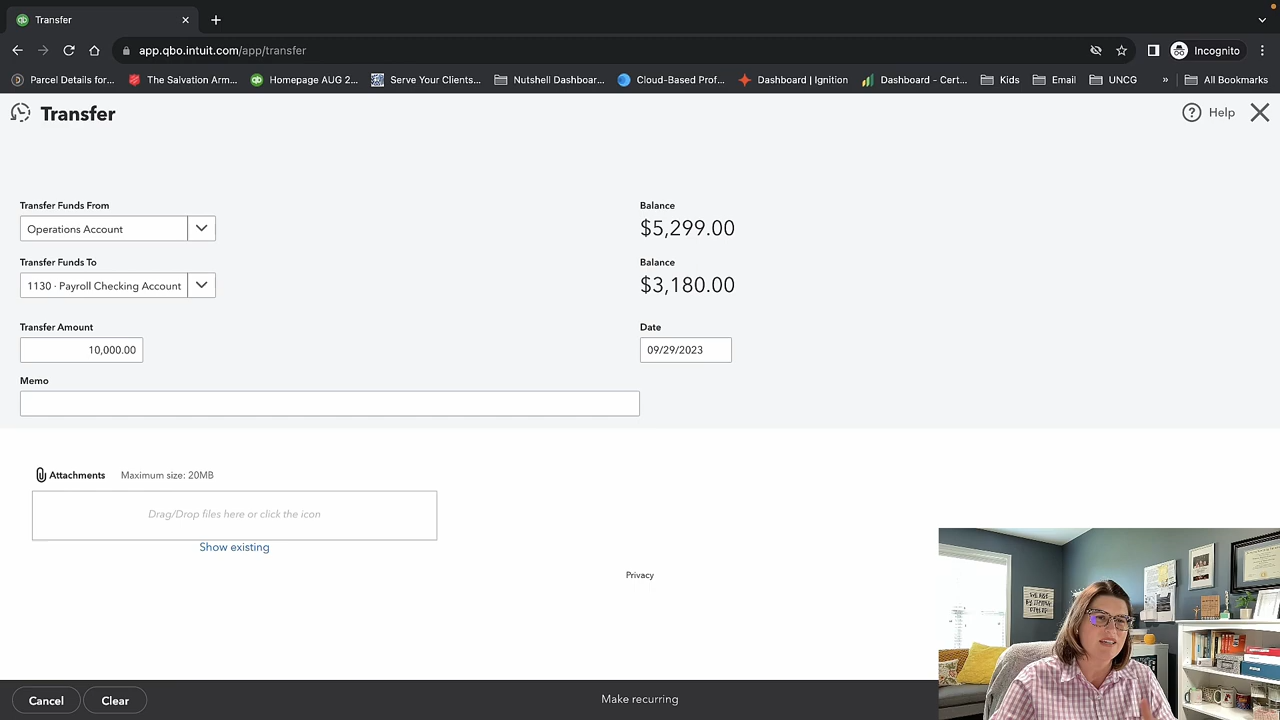 Transfer
app.qbo.intuit.com/app/transfer
Incognito
Parcel Details for...
The Salvation Arm...
Homepage AUG 2...
Serve Your Clients...
Nutshell Dashboar...
Cloud-Based Prof...
Dashboard | Ignition
Dashboard - Cert...
Kids
Email
UNCG
»
All Bookmarks
Transfer
Help
Transfer Funds From
Balance
Operations Account
$5,299.00
Transfer Funds To
Balance
1130 · Payroll Checking Account
$3,180.00
Transfer Amount
Date
10,000.00
09/29/2023
Memo
Attachments
Maximum size: 20MB
Drag/Drop files here or click the icon
Show existing
Privacy
Cancel
Clear
Make recurring